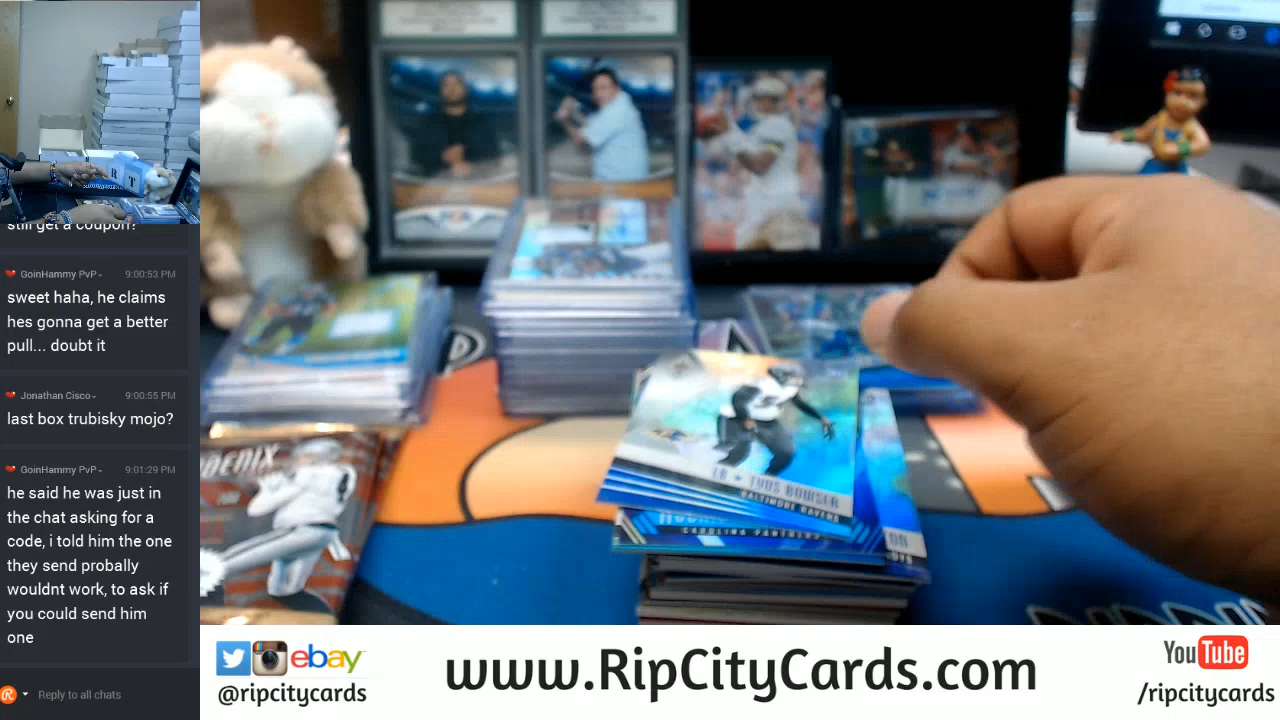 still get a coupon?
GoinHammy PvP 9:00:53 PM
sweet haha, he claims
hes gonna get a better
pull... doubt it
Jonathan Cisco 9:00:55 PM
last box trubisky mojo?
GoinHammy PvP 9:01:29 PM
he said he was just in
the chat asking for a
code, i told him the one
they send probally
wouldnt work, to ask if
you could send him
one
Reply to all chats
R T
LB ★ TYUS BOWSER
BALTIMORE RAVENS
CAROLINA PANTHERS
ebay
@ripcitycards
www.RipCityCards.com
YouTube
/ripcitycards